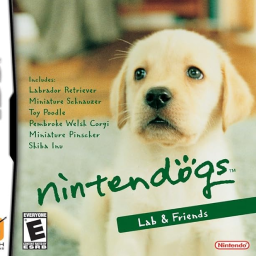 Includes:
Labrador Retriever
Miniature Schnauzer
Toy Poodle
Pembroke Welsh Corgi
Miniature Pinscher
Shiba Inu
nintendögs™
Lab & Friends
EVERYONE
E
ESRB
Nintendo